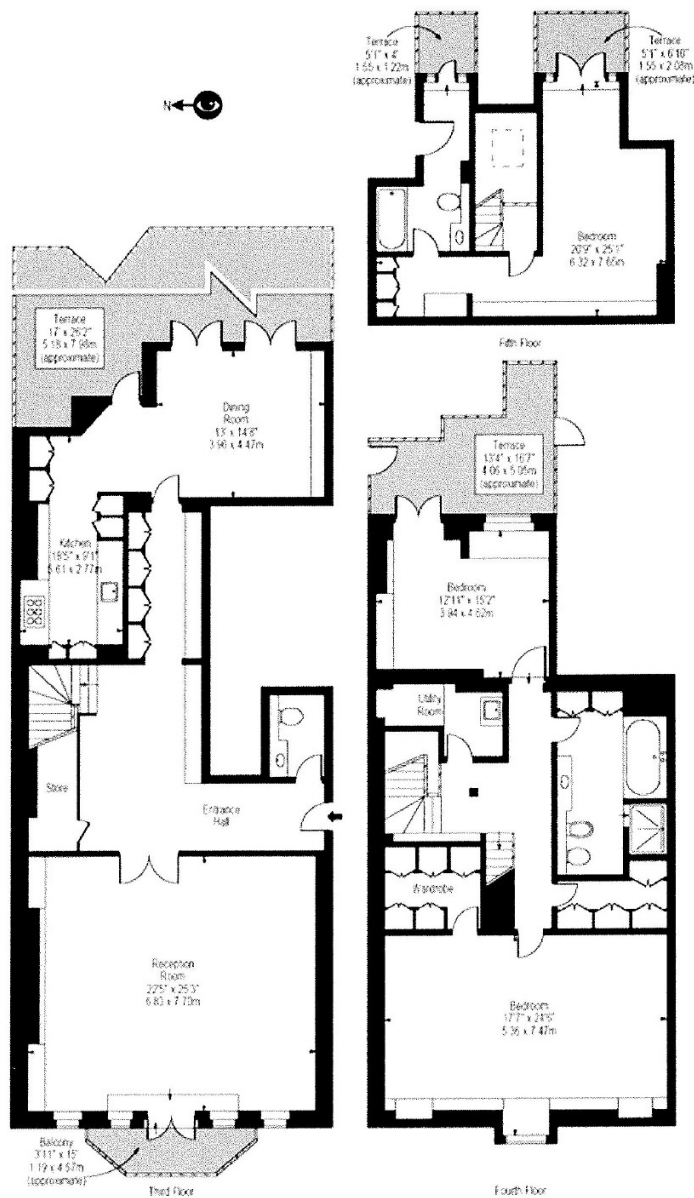 Terrace
5'1" x 4'
1.55 x 1.22m
(approximate)
Terrace
5'1" x 6'10"
1.55 x 2.08m
(approximate)
N
Bedroom
20'9" x 25'1"
6.32 x 7.65m
Fifth Floor
Terrace
17' x 26'2"
5.18 x 7.98m
(approximate)
Dining
Room
13' x 14'8"
3.96 x 4.47m
Kitchen
18'5" x 9'1"
5.61 x 2.77m
Store
Entrance
Hall
Reception
Room
22'5" x 25'3"
6.83 x 7.70m
Balcony
3'11" x 15'
1.19 x 4.57m
(approximate)
Third Floor
Terrace
13'4" x 16'7"
4.06 x 5.05m
(approximate)
Bedroom
12'11" x 15'2"
3.94 x 4.62m
Utility
Room
Wardrobe
Bedroom
17'7" x 24'6"
5.36 x 7.47m
Fourth Floor